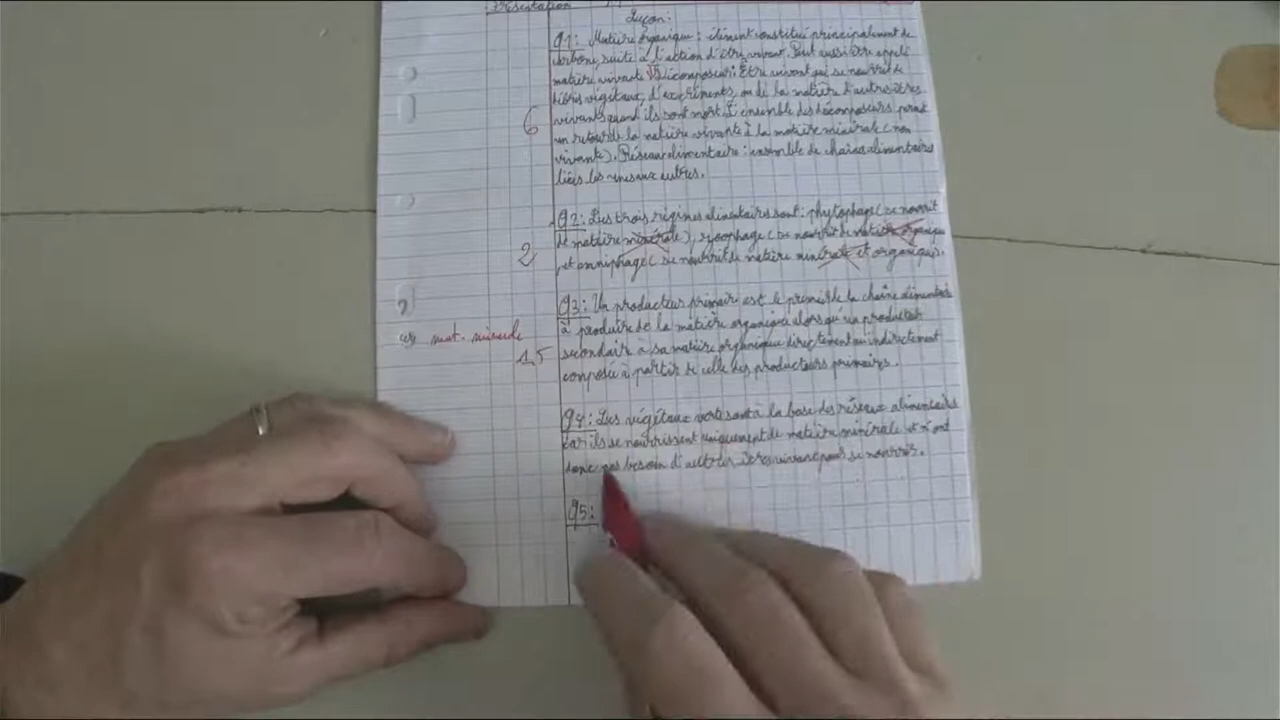 Présentation
Leçon:
Q1: Matière organique: élément constitué principalement de
carbone, suite à l'action d'être vivant. Peut aussi être appelé
matière vivante. Décomposeur: Être vivant qui se nourrit de
débris végétaux, d'excréments, ou de la matière d'autres êtres
vivants quand ils sont mort. L'ensemble des décomposeurs permet
6 un retour de la matière vivante à la matière minérale (non
vivante). Réseau alimentaire: ensemble de chaînes alimentaires
liées les unes aux autres.
Q2: Les trois régimes alimentaires sont: phytophage (se nourrit
de matière minérale), zoophage (se nourrit de matière organique
2 et omniphage (se nourrit de matière minérale et organique).
Q3: Un producteur primaire est le premier de la chaîne alimentaire
? à produire de la matière organique alors qu'un producteur
mat. minérale secondair à sa matière organique directement ou indirectement
1,5 composée à partir de celle des producteurs primairs.
Q4: Les végétaux verts sont à la base des réseaux alimentaires
car ils se nourrissent uniquement de matière minérale et n'ont
donc pas besoin d'autres êtres vivants pour se nourrir.
Q5: